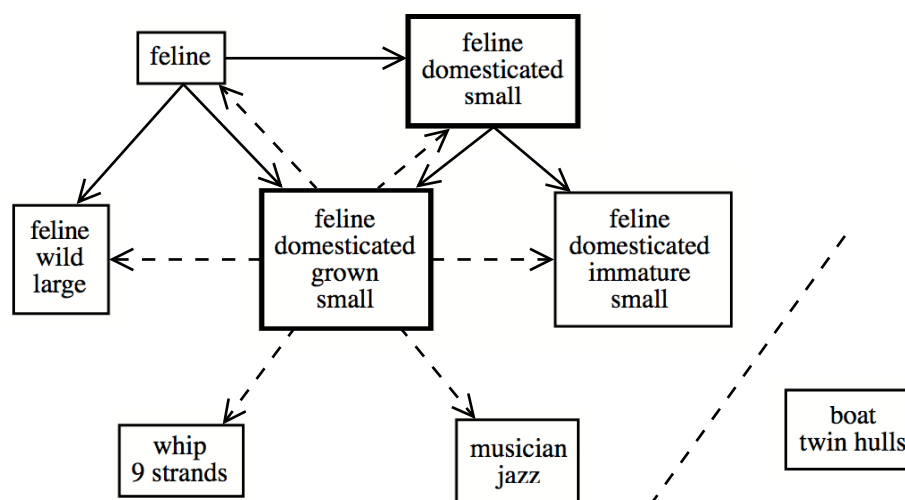 feline
feline
domesticated
small
feline
wild
large
feline
domesticated
grown
small
feline
domesticated
immature
small
whip
9 strands
musician
jazz
boat
twin hulls